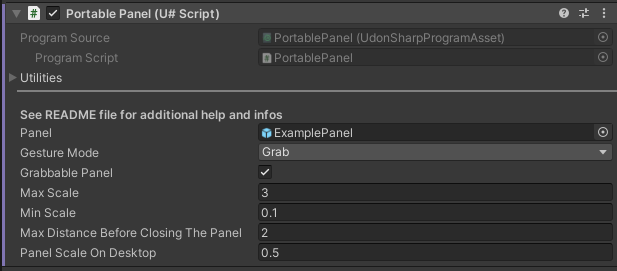 Portable Panel (U# Script)
Program Source PortablePanel (UdonSharpProgramAsset)
Program Script PortablePanel
Utilities
See README file for additional help and infos
Panel ExamplePanel
Gesture Mode Grab
Grabbable Panel
Max Scale 3
Min Scale 0.1
Max Distance Before Closing The Panel 2
Panel Scale On Desktop 0.5